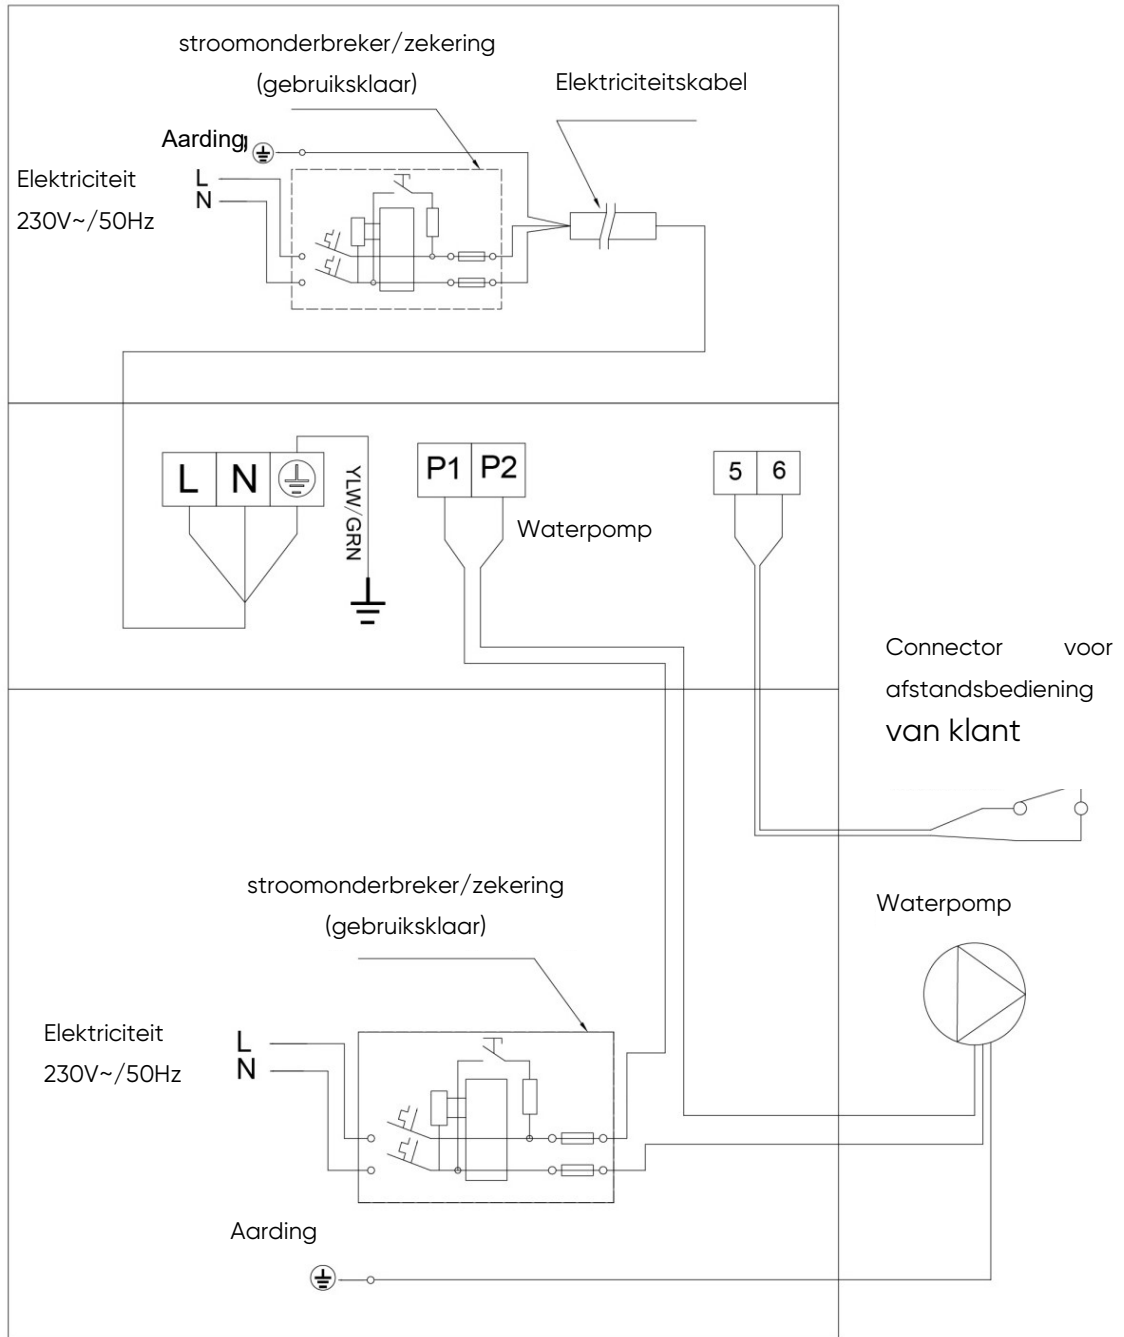 stroomonderbreker/zekering
(gebruiksklaar)
Elektriciteitskabel
Aarding;
Elektriciteit
230V~/50Hz
L
N
L N
YLW/GRN
P1 P2
Waterpomp
5 6
Connector voor
afstandsbediening
van klant
stroomonderbreker/zekering
(gebruiksklaar)
Waterpomp
Elektriciteit
230V~/50Hz
L
N
Aarding